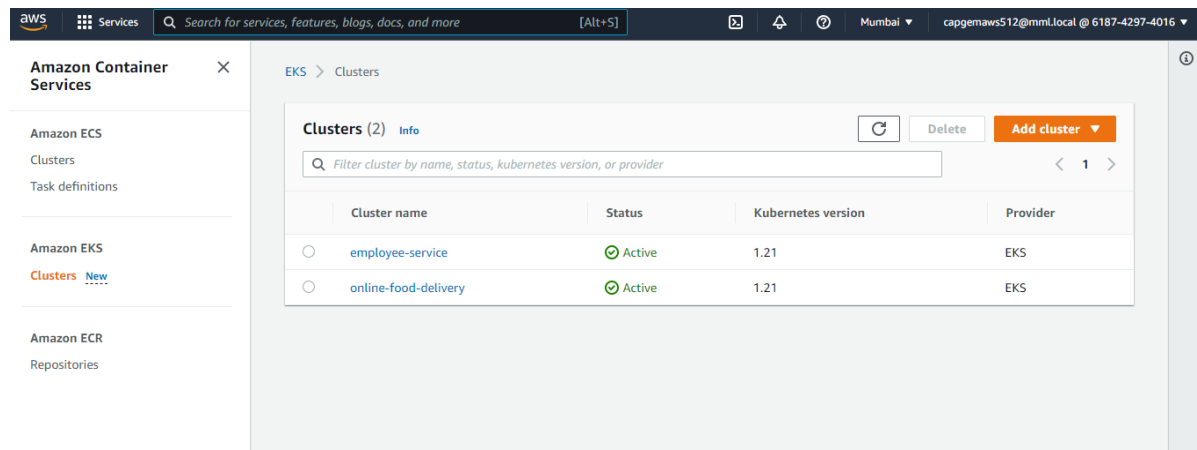 aws Services Search for services, features, blogs, docs, and more [Alt+S] Mumbai ▼ capgemaws512@mml.local @ 6187-4297-4016 ▼
Amazon Container
Services
Amazon ECS
Clusters
Task definitions
Amazon EKS
Clusters New
Amazon ECR
Repositories
EKS > Clusters
Clusters (2) Info Delete Add cluster ▼
Filter cluster by name, status, kubernetes version, or provider < 1 >
Cluster name Status Kubernetes version Provider
employee-service Active 1.21 EKS
online-food-delivery Active 1.21 EKS